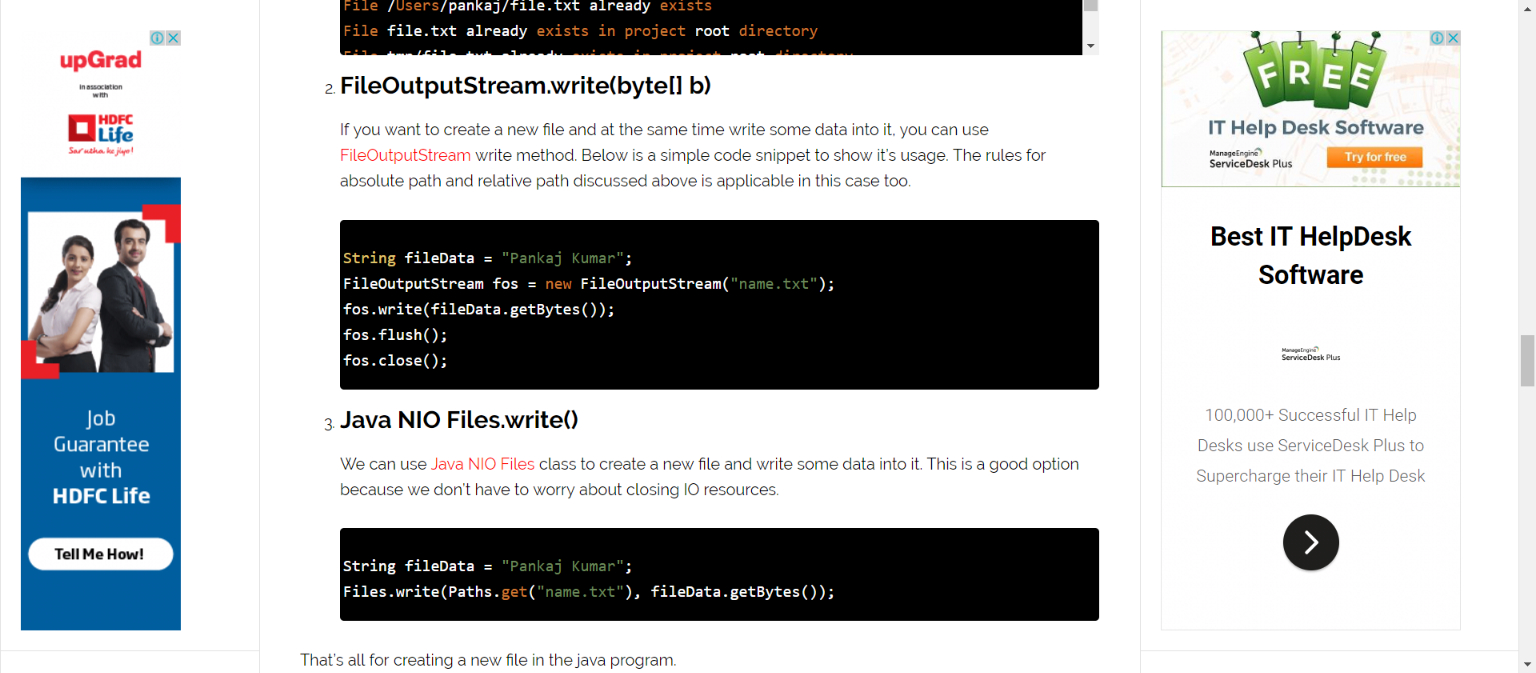 File /Users/pankaj/file.txt already exists
File file.txt already exists in project root directory
File tmp/file.txt already exists in project root directory
2. FileOutputStream.write(byte[] b)
If you want to create a new file and at the same time write some data into it, you can use
FileOutputStream write method. Below is a simple code snippet to show it's usage. The rules for
absolute path and relative path discussed above is applicable in this case too.
String fileData = "Pankaj Kumar";
FileOutputStream fos = new FileOutputStream("name.txt");
fos.write(fileData.getBytes());
fos.flush();
fos.close();
3. Java NIO Files.write()
We can use Java NIO Files class to create a new file and write some data into it. This is a good option
because we don't have to worry about closing IO resources.
String fileData = "Pankaj Kumar";
Files.write(Paths.get("name.txt"), fileData.getBytes());
That's all for creating a new file in the java program.
upGrad
in association
with
HDFC
Life
Sar utha ke jiyo!
Job
Guarantee
with
HDFC Life
Tell Me How!
FREE
IT Help Desk Software
ManageEngine
ServiceDesk Plus
Try for free
Best IT HelpDesk
Software
ManageEngine
ServiceDesk Plus
100,000+ Successful IT Help
Desks use ServiceDesk Plus to
Supercharge their IT Help Desk